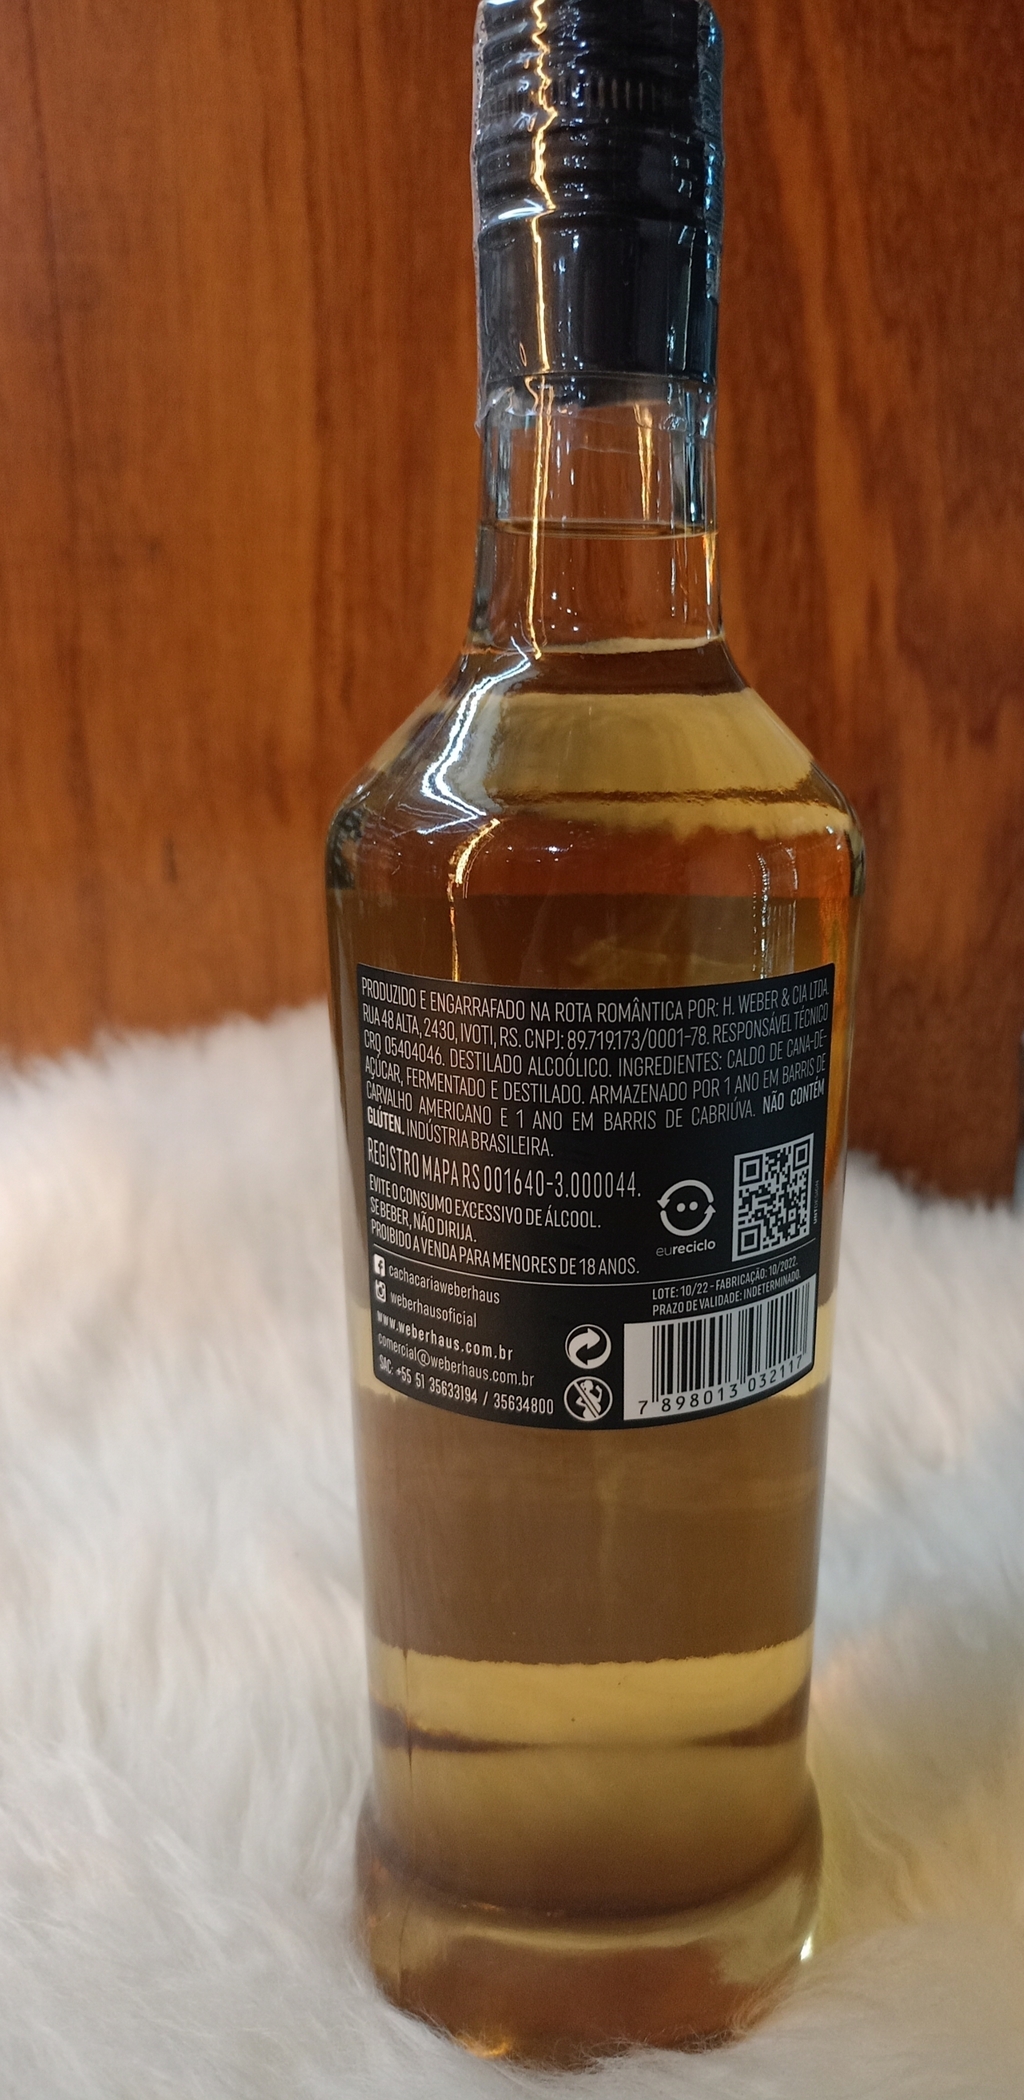 PRODUZIDO E ENGARRAFADO NA ROTA ROMÂNTICA POR: H. WEBER & CIA LTDA.
RUA 48 ALTA, 2430, IVOTI, RS. CNPJ: 89.719173/0001-78. RESPONSÁVEL TÉCNICO
CRQ 05404046. DESTILADO ALCOÓLICO. INGREDIENTES: CALDO DE CANA-DE-
AÇÚCAR, FERMENTADO E DESTILADO. ARMAZENADO POR 1 ANO EM BARRIS DE
CARVALHO AMERICANO E 1 ANO EM BARRIS DE CABRIÚVA. NÃO CONTÉM
GLÚTEN. INDÚSTRIA BRASILEIRA.
REGISTRO MAPA RS 001640-3.000044.
EVITE O CONSUMO EXCESSIVO DE ÁLCOOL.
SE BEBER, NÃO DIRIJA.
PROIBIDO A VENDA PARA MENORES DE 18 ANOS.
eureciclo
cachacariaweberhaus
weberhausoficial
www.weberhaus.com.br
comercial@weberhaus.com.br
SAC: +55 51 35633194 / 35634800
LOTE: 10/22 - FABRICAÇÃO: 10/2022.
PRAZO DE VALIDADE: INDETERMINADO.
7 898013 032117